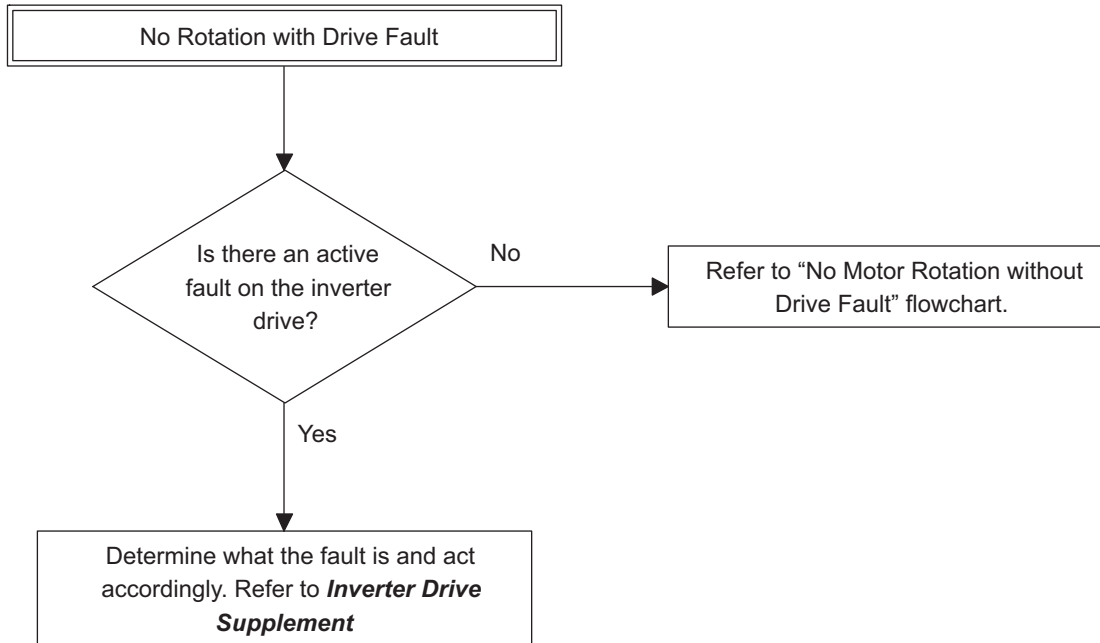 No Rotation with Drive Fault
Is there an active
fault on the inverter
drive?
No
Refer to “No Motor Rotation without
Drive Fault” flowchart.
Yes
Determine what the fault is and act
accordingly. Refer to Inverter Drive
Supplement